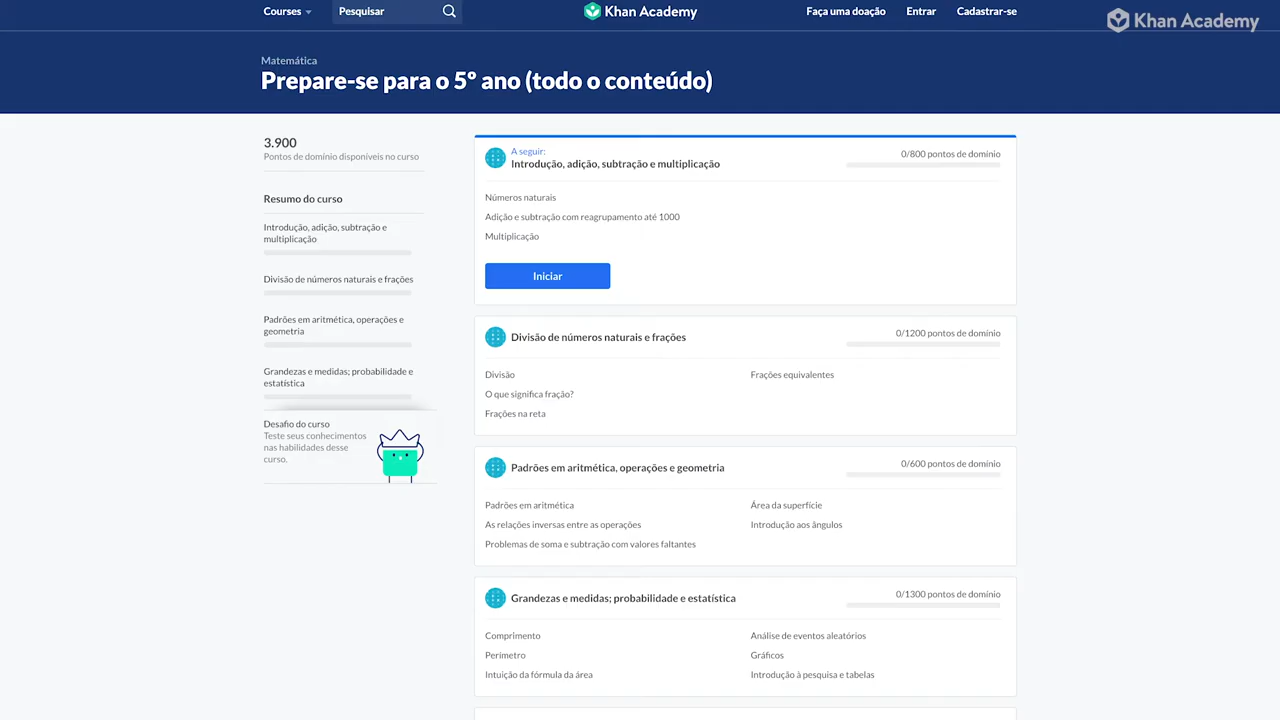 Courses
Pesquisar
Khan Academy
Faça uma doação
Entrar
Cadastrar-se
Khan Academy
Matemática
Prepare-se para o 5º ano (todo o conteúdo)
3.900
Pontos de domínio disponíveis no curso
Resumo do curso
Introdução, adição, subtração e
multiplicação
Divisão de números naturais e frações
Padrões em aritmética, operações e
geometria
Grandezas e medidas; probabilidade e
estatística
Desafio do curso
Teste seus conhecimentos
nas habilidades desse
curso.
A seguir:
Introdução, adição, subtração e multiplicação
0/800 pontos de domínio
Números naturais
Adição e subtração com reagrupamento até 1000
Multiplicação
Iniciar
Divisão de números naturais e frações
0/1200 pontos de domínio
Divisão
Frações equivalentes
O que significa fração?
Frações na reta
Padrões em aritmética, operações e geometria
0/600 pontos de domínio
Padrões em aritmética
Área da superfície
As relações inversas entre as operações
Introdução aos ângulos
Problemas de soma e subtração com valores faltantes
Grandezas e medidas; probabilidade e estatística
0/1300 pontos de domínio
Comprimento
Análise de eventos aleatórios
Perímetro
Gráficos
Intuição da fórmula da área
Introdução à pesquisa e tabelas